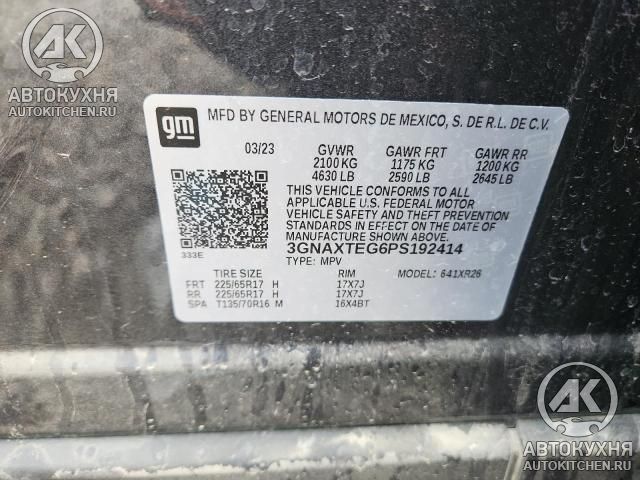 АВТОКУХНЯ
AUTOKITCHEN.RU
gm
MFD BY GENERAL MOTORS DE MEXICO, S. DE R.L. DE C.V.
03/23 GVWR GAWR FRT GAWR RR
2100 KG 1175 KG 1200 KG
4630 LB 2590 LB 2645 LB
THIS VEHICLE CONFORMS TO ALL
APPLICABLE U.S. FEDERAL MOTOR
VEHICLE SAFETY AND THEFT PREVENTION
STANDARDS IN EFFECT ON THE DATE OF
MANUFACTURE SHOWN ABOVE.
333E 3GNAXTEG6PS192414
TYPE: MPV MODEL: 641XR26
TIRE SIZE RIM
FRT 225/65R17 H 17X7J
RR 225/65R17 H 17X7J
SPA T135/70R16 M 16X4BT
АК
АВТОКУХНЯ
AUTOKITCHEN.RU
АК